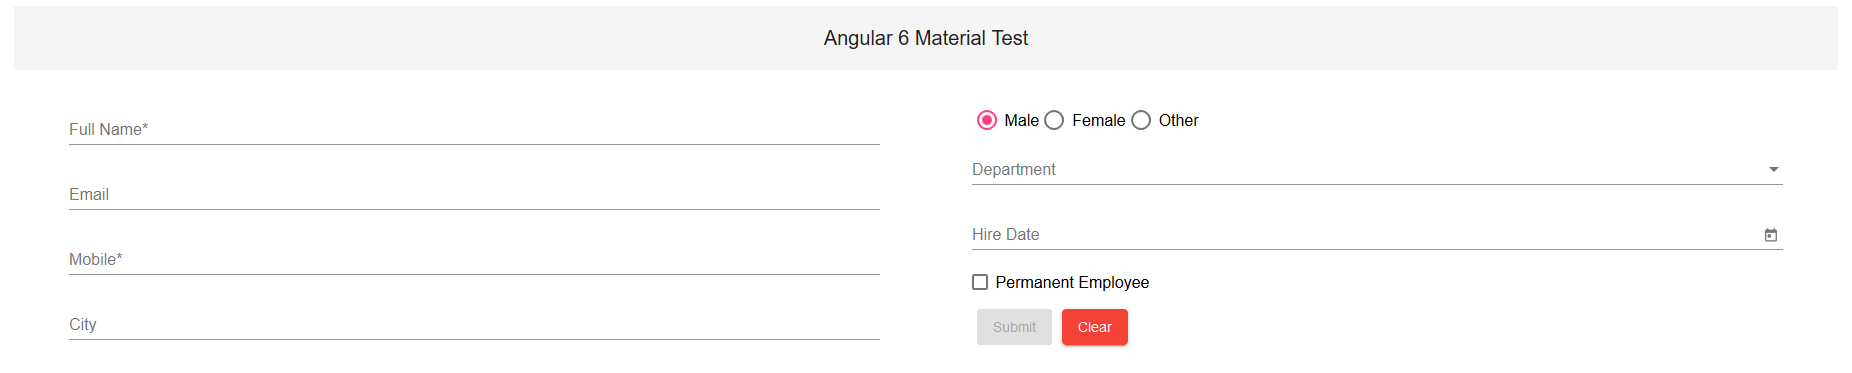 Angular 6 Material Test
Full Name*
Email
Mobile*
City
Male Female Other
Department
Hire Date
Permanent Employee
Submit Clear